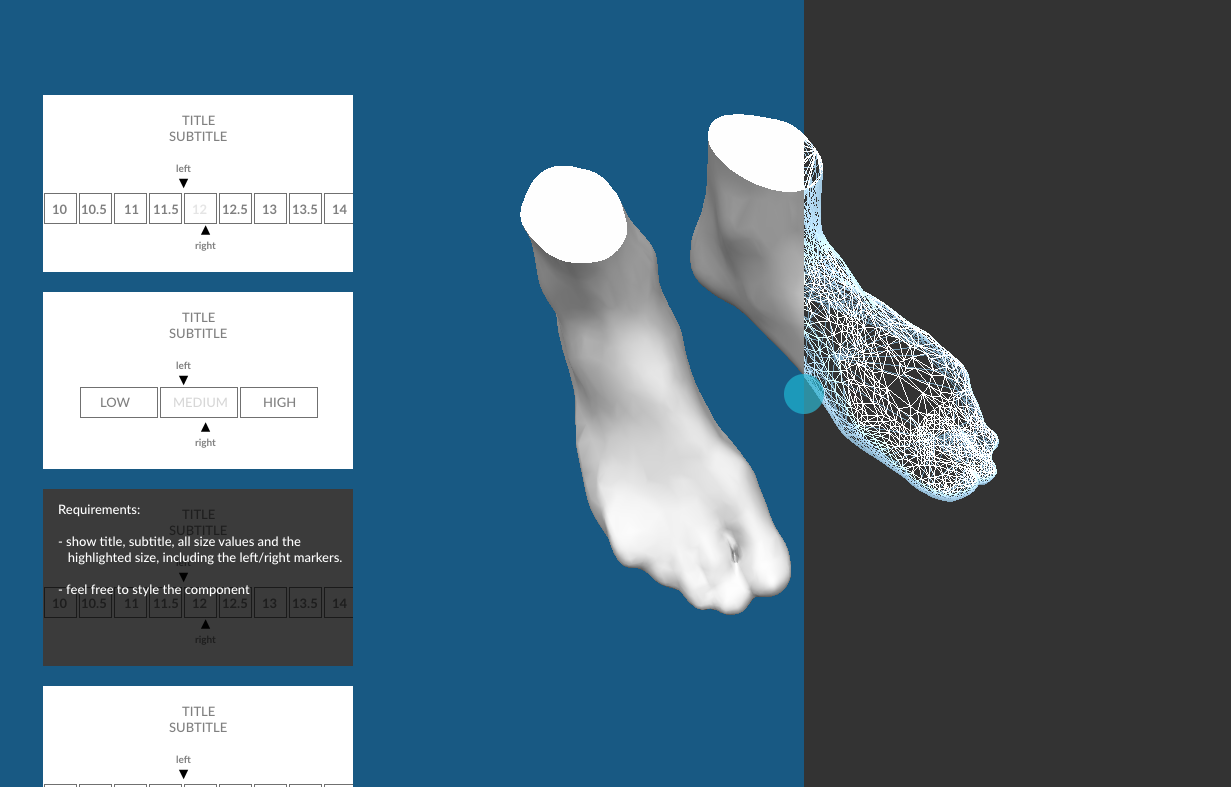 TITLE
SUBTITLE
left
10 10.5 11 11.5 12 12.5 13 13.5 14
right
TITLE
SUBTITLE
left
LOW MEDIUM HIGH
right
Requirements:
TITLE
SUBTITLE
- show title, subtitle, all size values and the
highlighted size, including the left/right markers.
- feel free to style the component
10 10.5 11 11.5 12 12.5 13 13.5 14
right
TITLE
SUBTITLE
left